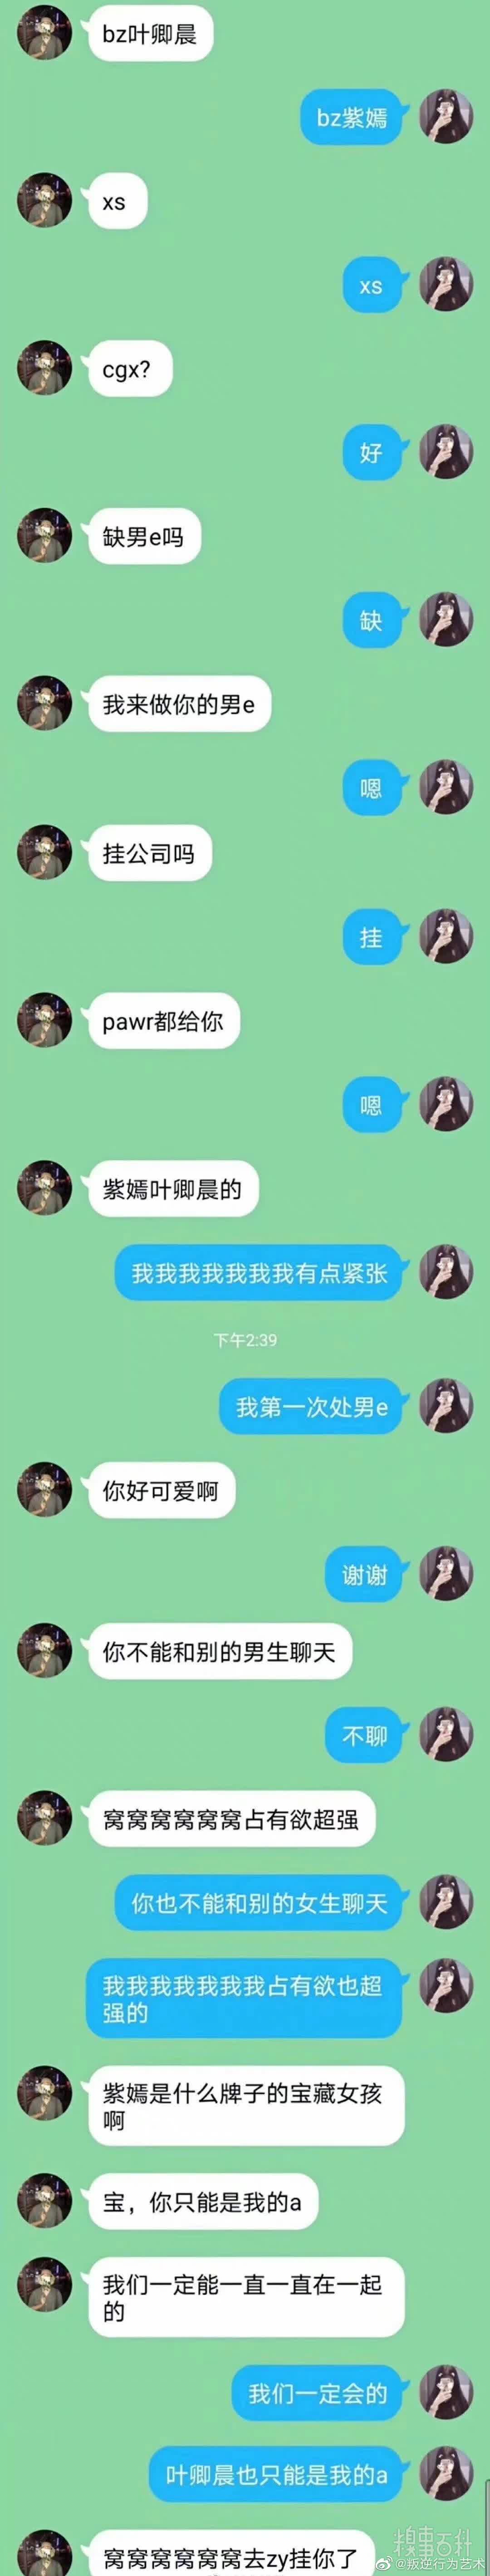 bz叶卿晨
bz紫嫣
xs
xs
cgx?
好
缺男e吗
缺
我来做你的男e
嗯
挂公司吗
挂
pawr都给你
嗯
紫嫣叶卿晨的
我我我我我我我有点紧张
下午2:39
我第一次处男e
你好可爱啊
谢谢
你不能和别的男生聊天
不聊
窝窝窝窝窝窝占有欲超强
你也不能和别的女生聊天
我我我我我我我占有欲也超
强的
紫嫣是什么牌子的宝藏女孩
啊
宝，你只能是我的a
我们一定能一直一直在一起
的
我们一定会的
叶卿晨也只能是我的a
窝窝窝窝窝窝去zy挂你了
糗事百科
@叛逆行为艺术